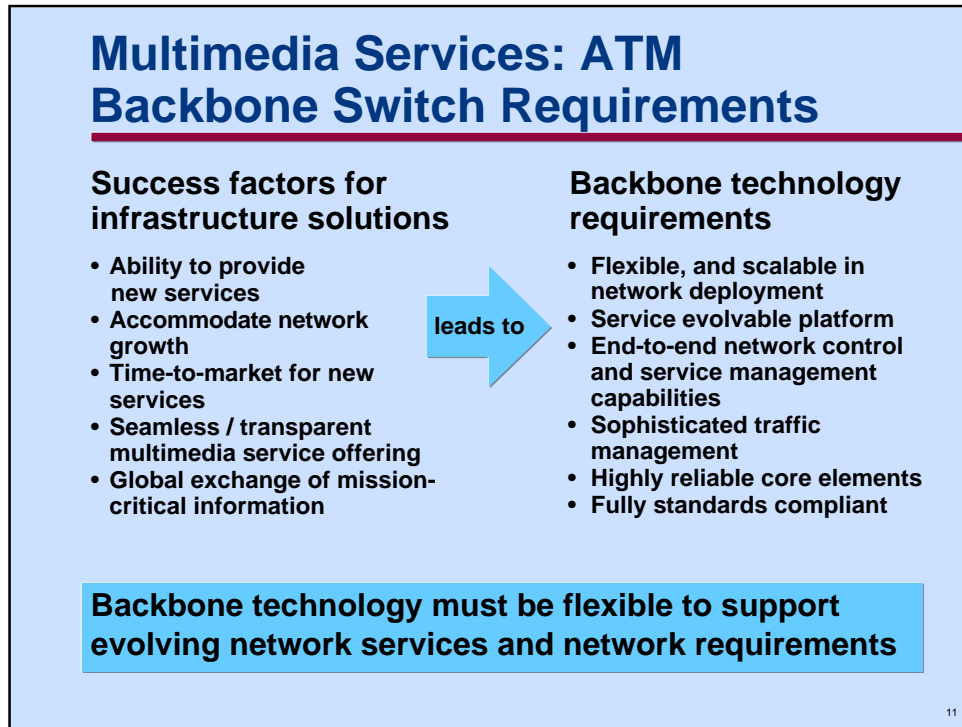 Multimedia Services: ATM
Backbone Switch Requirements
Success factors for
infrastructure solutions
• Ability to provide
new services
• Accommodate network
growth
• Time-to-market for new
services
• Seamless / transparent
multimedia service offering
• Global exchange of mission-
critical information
leads to
Backbone technology
requirements
• Flexible, and scalable in
network deployment
• Service evolvable platform
• End-to-end network control
and service management
capabilities
• Sophisticated traffic
management
• Highly reliable core elements
• Fully standards compliant
Backbone technology must be flexible to support
evolving network services and network requirements
11